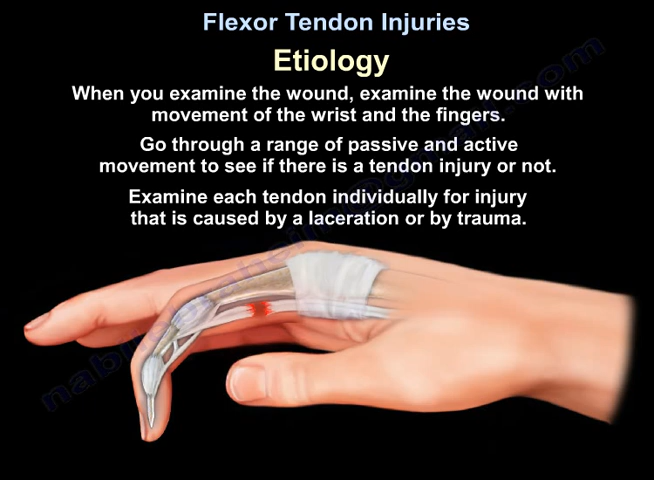 Flexor Tendon Injuries
Etiology
When you examine the wound, examine the wound with
movement of the wrist and the fingers.
Go through a range of passive and active
movement to see if there is a tendon injury or not.
Examine each tendon individually for injury
that is caused by a laceration or by trauma.